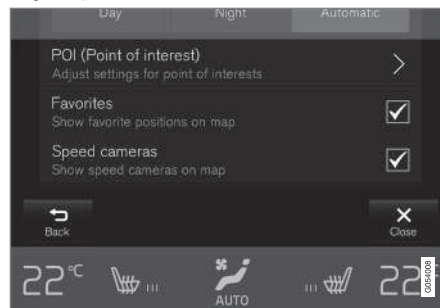 Day Night Automatic
POI (Point of interest)
Adjust settings for point of interests
Favorites
Show favorite positions on map
Speed cameras
Show speed cameras on map
Back Close
22°C AUTO 22°
G054008